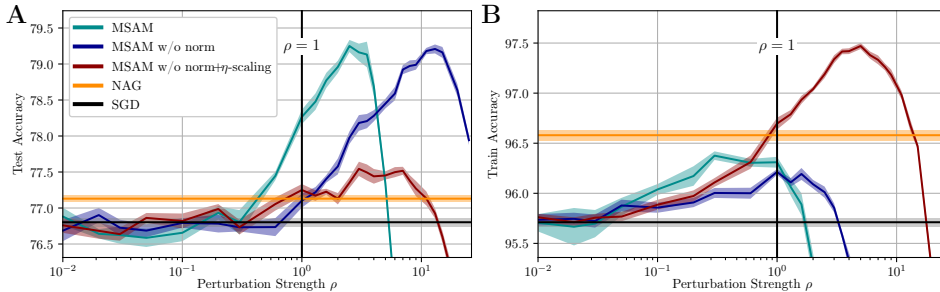 A
79.5
79.0
78.5
78.0
77.5
77.0
76.5
Test Accuracy
MSAM
MSAM w/o norm
MSAM w/o norm+η-scaling
NAG
SGD
ρ = 1
10⁻²
10⁻¹
10⁰
10¹
Perturbation Strength ρ
B
97.5
97.0
96.5
96.0
95.5
Train Accuracy
ρ = 1
10⁻²
10⁻¹
10⁰
10¹
Perturbation Strength ρ